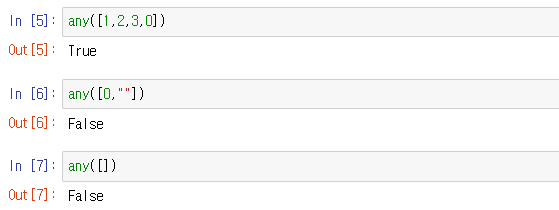 In [5]: any([1,2,3,0])
Out[5]: True
In [6]: any([0,""])
Out[6]: False
In [7]: any([])
Out[7]: False